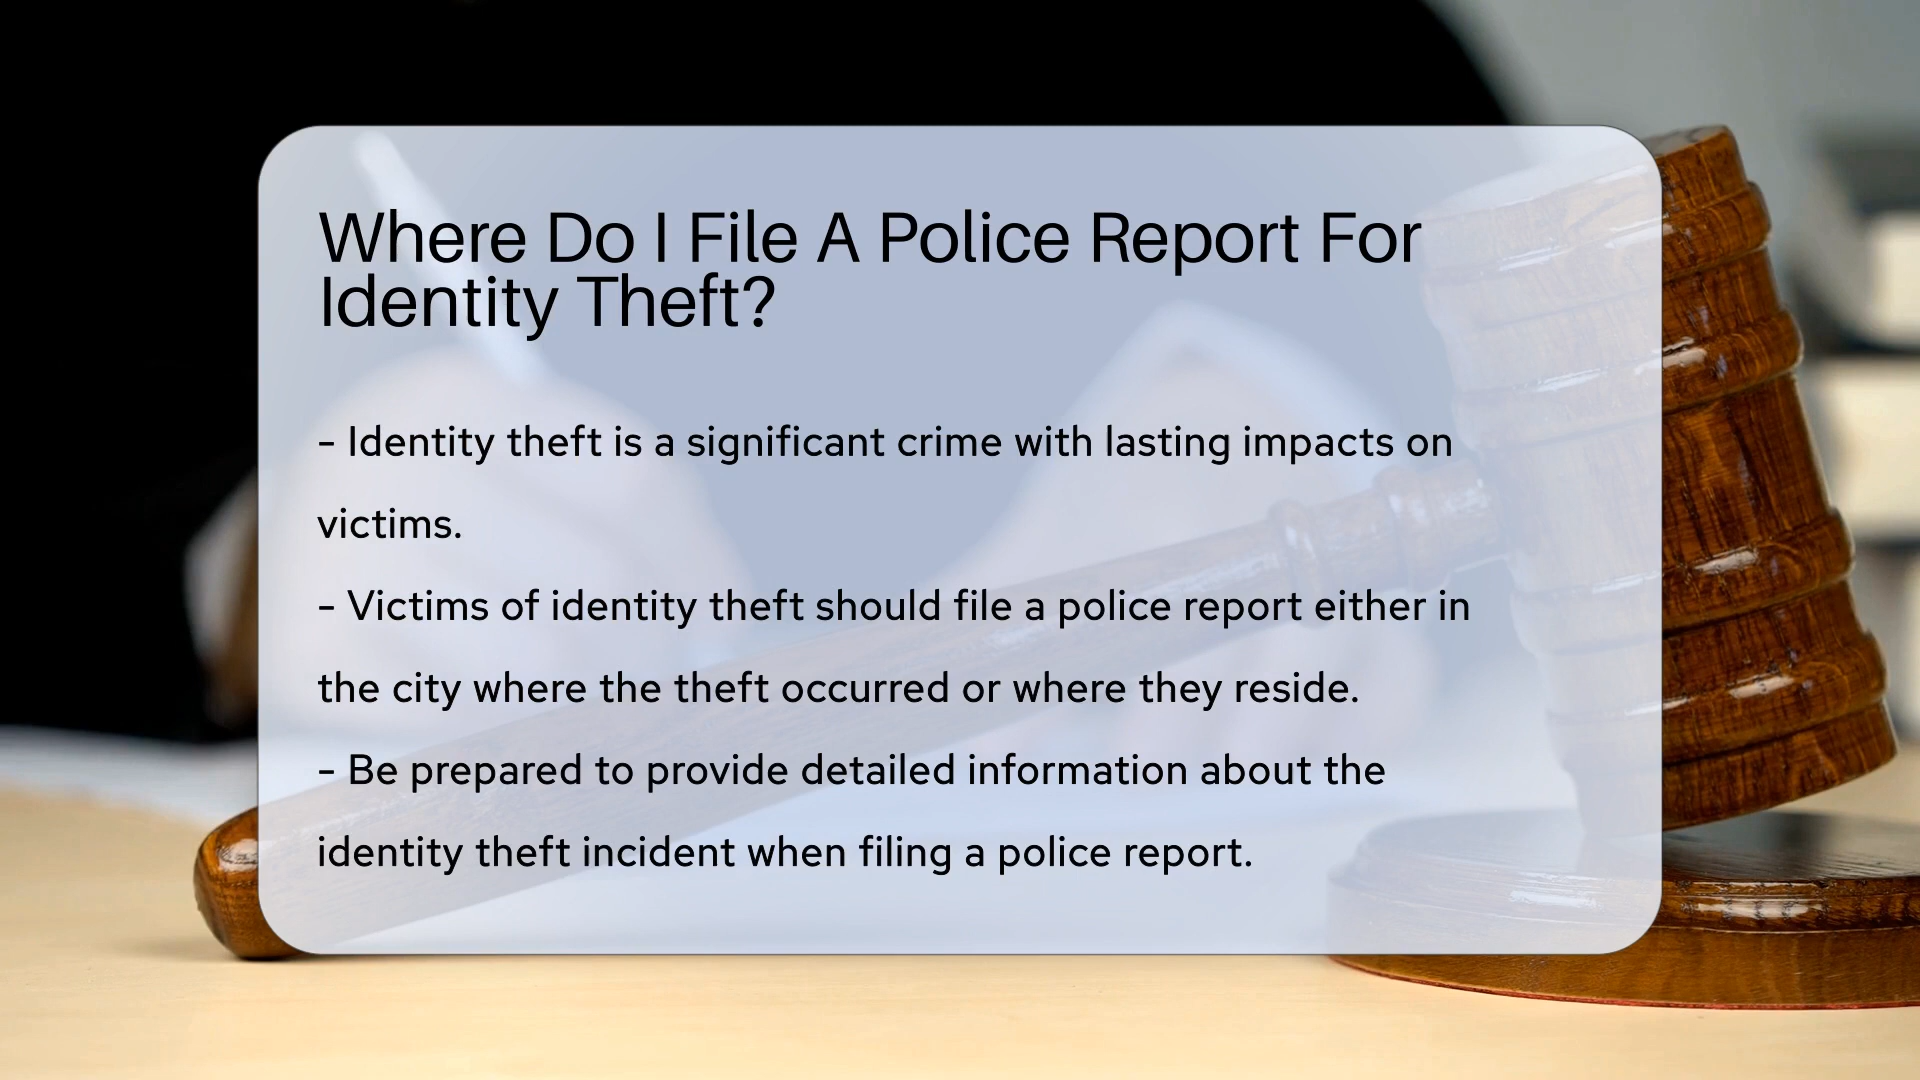 Where Do I File A Police Report For
Identity Theft?
– Identity theft is a significant crime with lasting impacts on
victims.
– Victims of identity theft should file a police report either in
the city where the theft occurred or where they reside.
– Be prepared to provide detailed information about the
identity theft incident when filing a police report.